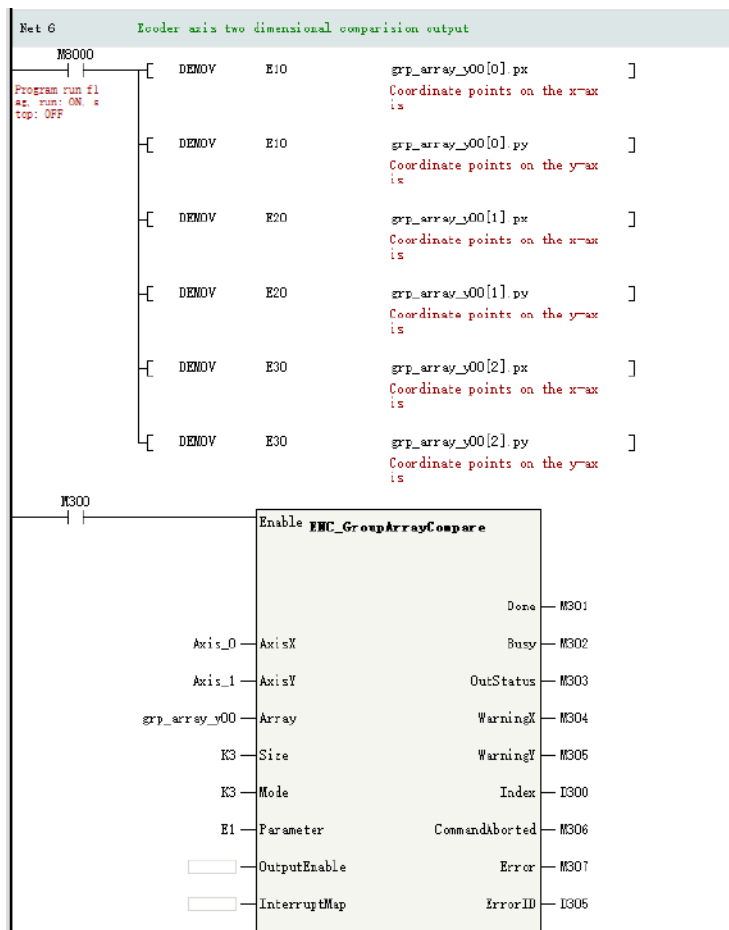 Net 6 Ecoder axis two dimensional comparision output
M8000
Program run fl
ag, run: ON, s
top: OFF
[ DEMOV E10 grp_array_y00[0].px ]
Coordinate points on the x-ax
is
[ DEMOV E10 grp_array_y00[0].py ]
Coordinate points on the y-ax
is
[ DEMOV E20 grp_array_y00[1].px ]
Coordinate points on the x-ax
is
[ DEMOV E20 grp_array_y00[1].py ]
Coordinate points on the y-ax
is
[ DEMOV E30 grp_array_y00[2].px ]
Coordinate points on the x-ax
is
[ DEMOV E30 grp_array_y00[2].py ]
Coordinate points on the y-ax
is
M300
Enable ENC_GroupArrayCompare
Done M301
Axis_0 AxisX Busy M302
Axis_1 AxisY OutStatus M303
grp_array_y00 Array WarningX M304
K3 Size WarningY M305
K3 Mode Index D300
E1 Parameter CommandAborted M306
OutputEnable Error M307
InterruptMap ErrorID D305